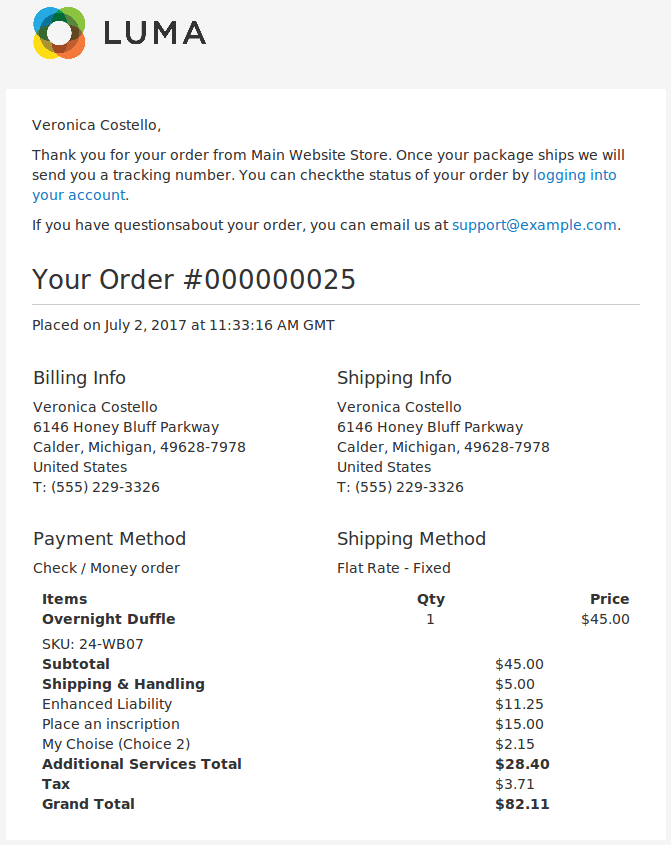 LUMA
Veronica Costello,
Thank you for your order from Main Website Store. Once your package ships we will
send you a tracking number. You can checkthe status of your order by logging into
your account.
If you have questionsabout your order, you can email us at support@example.com.
Your Order #000000025
Placed on July 2, 2017 at 11:33:16 AM GMT
Billing Info
Veronica Costello
6146 Honey Bluff Parkway
Calder, Michigan, 49628-7978
United States
T: (555) 229-3326
Shipping Info
Veronica Costello
6146 Honey Bluff Parkway
Calder, Michigan, 49628-7978
United States
T: (555) 229-3326
Payment Method
Check / Money order
Shipping Method
Flat Rate - Fixed
Items Qty Price
Overnight Duffle 1 $45.00
SKU: 24-WB07
Subtotal $45.00
Shipping & Handling $5.00
Enhanced Liability $11.25
Place an inscription $15.00
My Choise (Choice 2) $2.15
Additional Services Total $28.40
Tax $3.71
Grand Total $82.11